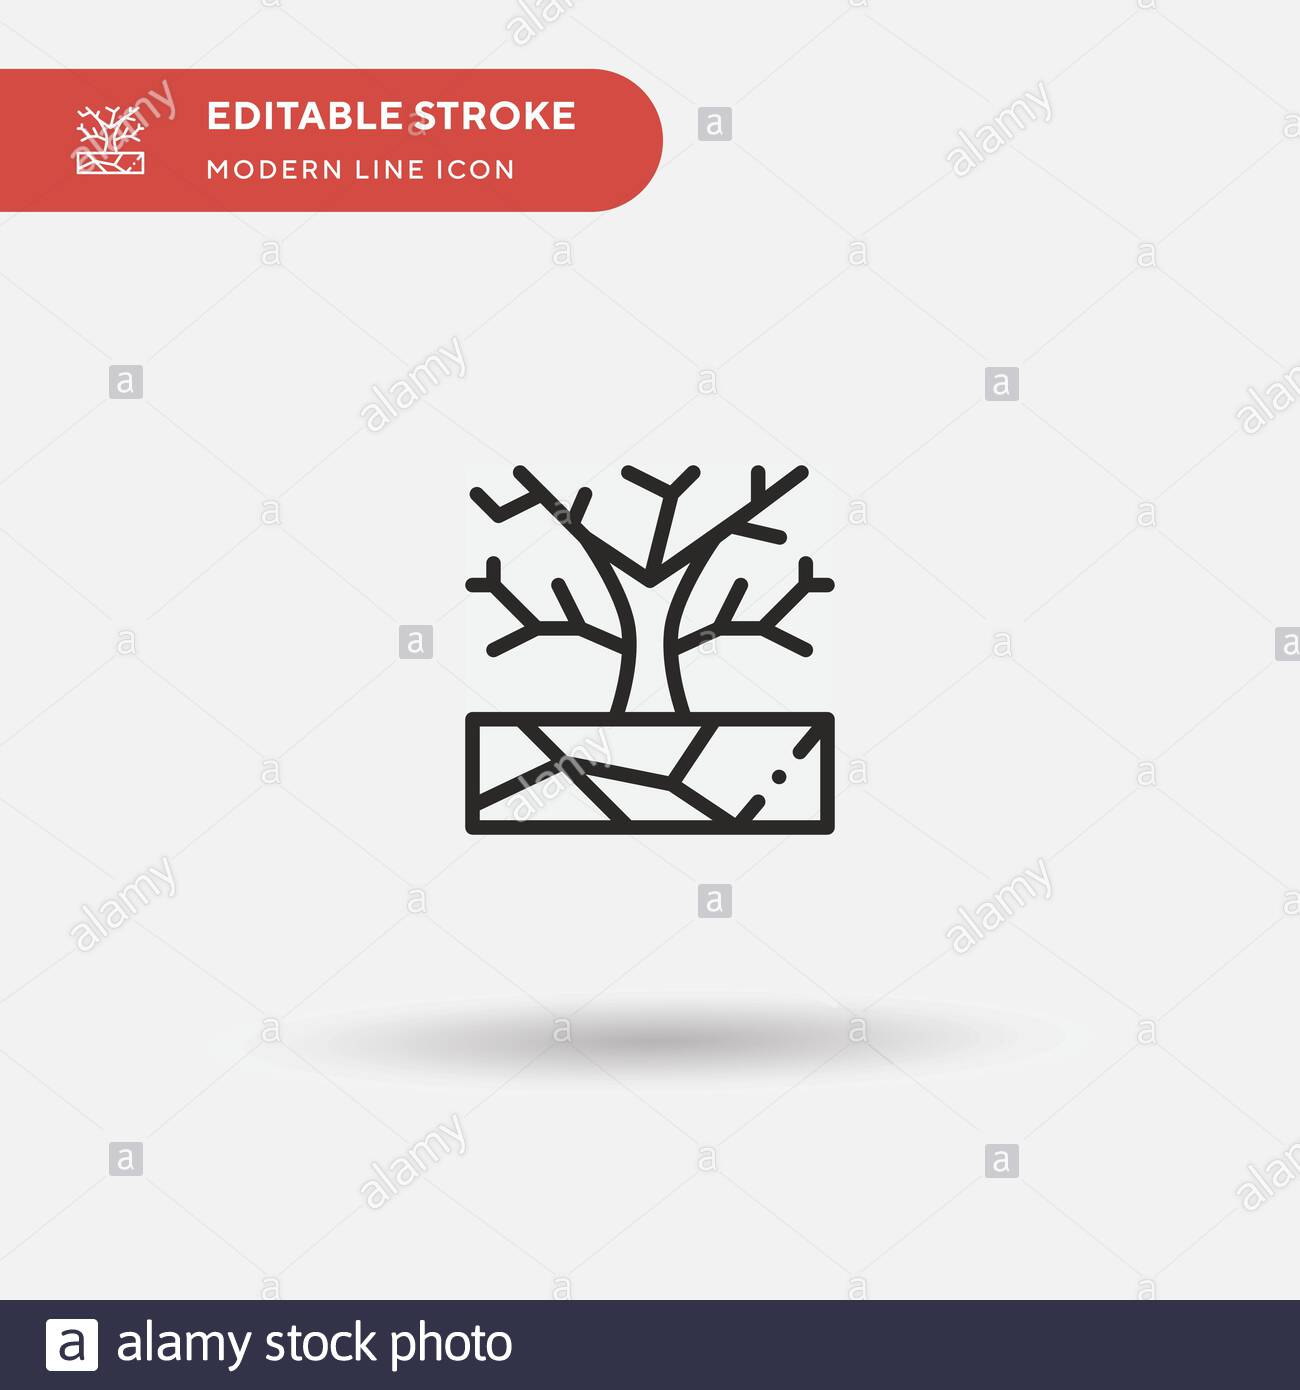 EDITABLE STROKE
MODERN LINE ICON
a alamy stock photo